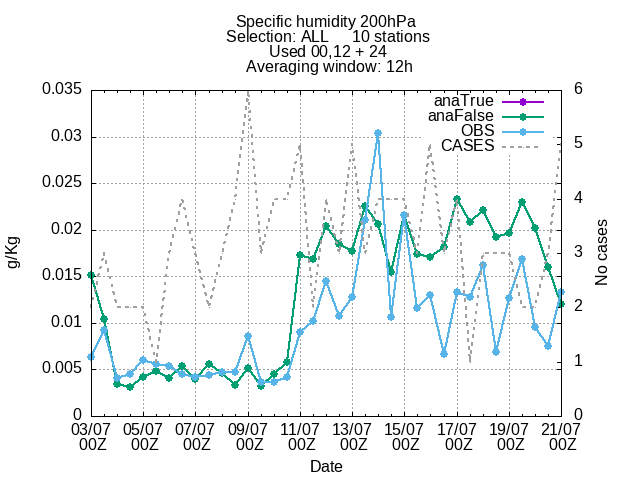 Specific humidity 200hPa
Selection: ALL 10 stations
Used 00,12 + 24
Averaging window: 12h
anaTrue
anaFalse
OBS
CASES
0.035
0.03
0.025
0.02
0.015
0.01
0.005
0
g/Kg
6
5
4
3
2
1
0
No cases
03/07 05/07 07/07 09/07 11/07 13/07 15/07 17/07 19/07 21/07
00Z 00Z 00Z 00Z 00Z 00Z 00Z 00Z 00Z 00Z
Date